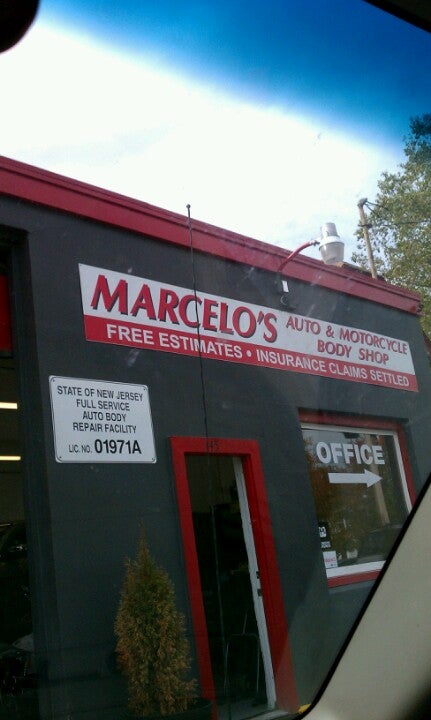 MARCELO'S AUTO & MOTORCYCLE
BODY SHOP
FREE ESTIMATES • INSURANCE CLAIMS SETTLED
STATE OF NEW JERSEY
FULL SERVICE
AUTO BODY
REPAIR FACILITY
LIC. NO. 01971A
OFFICE